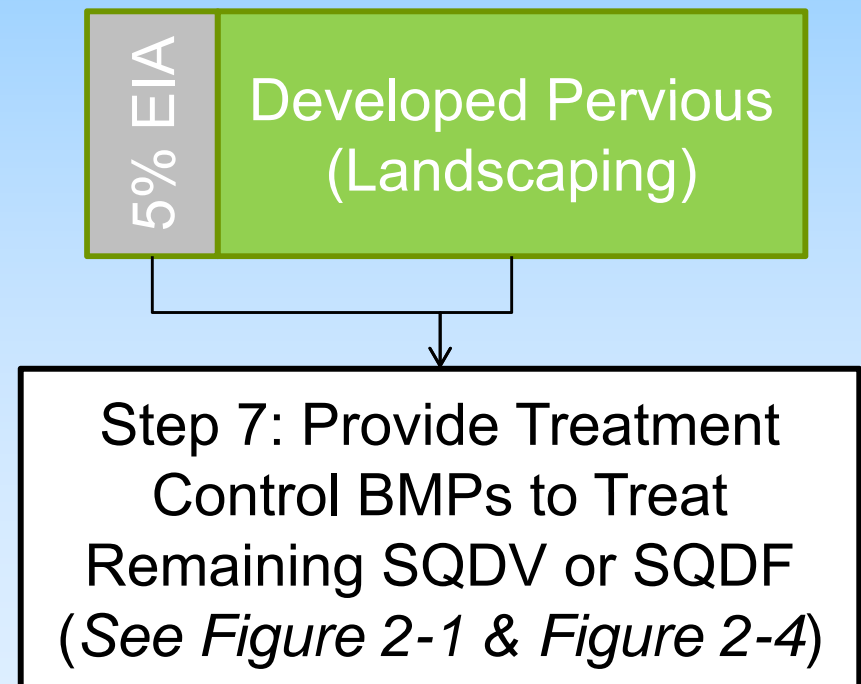 5% EIA
Developed Pervious
(Landscaping)
Step 7: Provide Treatment
Control BMPs to Treat
Remaining SQDV or SQDF
(See Figure 2-1 & Figure 2-4)